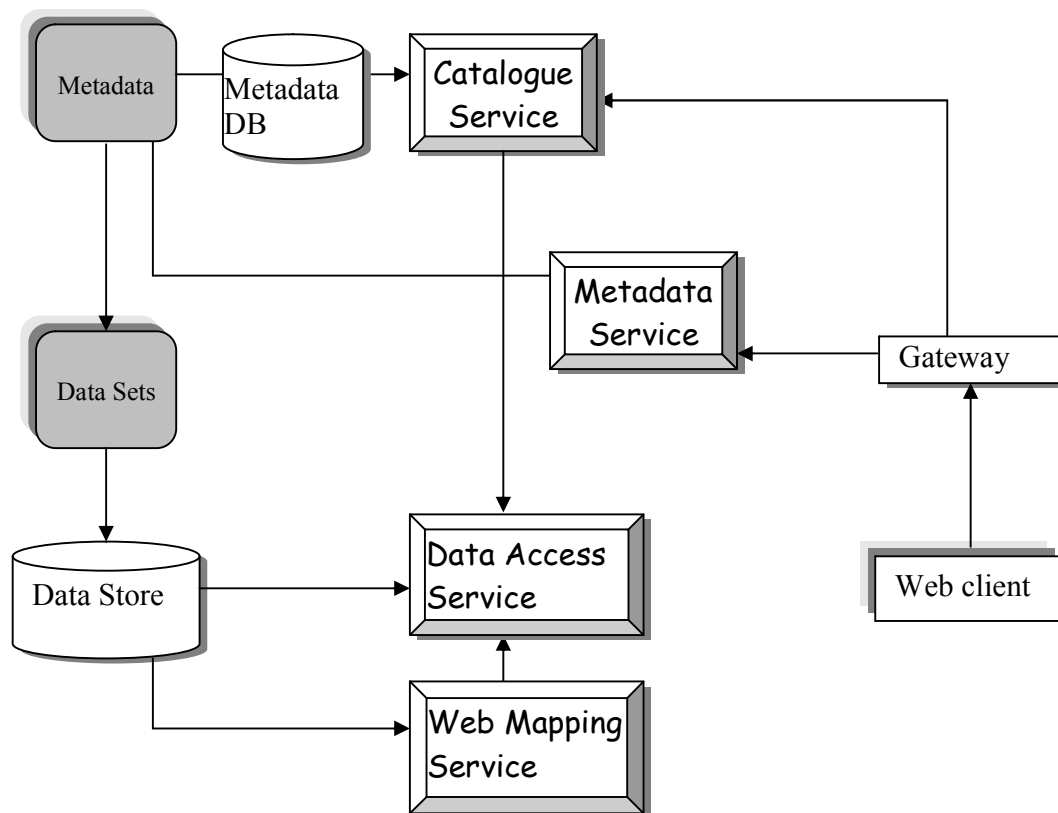 Metadata
Metadata
DB
Catalogue
Service
Metadata
Service
Gateway
Data Sets
Data Store
Data Access
Service
Web client
Web Mapping
Service